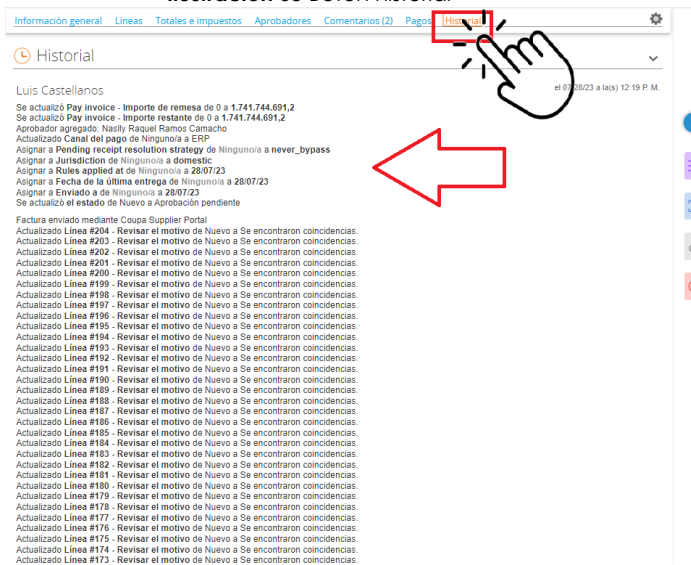 Información general Líneas Totales e impuestos Aprobadores Comentarios (2) Pagos Historial
Historial
Luis Castellanos
el 07/28/23 a la(s) 12:19 P. M.
Se actualizó Pay invoice - Importe de remesa de 0 a 1.741.744.691,2
Se actualizó Pay invoice - Importe restante de 0 a 1.741.744.691,2
Aprobador agregado: Naslly Raquel Ramos Camacho
Actualizado Canal del pago de Ninguno/a a ERP
Asignar a Pending receipt resolution strategy de Ninguno/a a never_bypass
Asignar a Jurisdiction de Ninguno/a a domestic
Asignar a Rules applied at de Ninguno/a a 28/07/23
Asignar a Fecha de la última entrega de Ninguno/a a 28/07/23
Asignar a Enviado a de Ninguno/a a 28/07/23
Se actualizó el estado de Nuevo a Aprobación pendiente
Factura enviado mediante Coupa Supplier Portal
Actualizado Línea #204 - Revisar el motivo de Nuevo a Se encontraron coincidencias.
Actualizado Línea #203 - Revisar el motivo de Nuevo a Se encontraron coincidencias.
Actualizado Línea #202 - Revisar el motivo de Nuevo a Se encontraron coincidencias.
Actualizado Línea #201 - Revisar el motivo de Nuevo a Se encontraron coincidencias.
Actualizado Línea #200 - Revisar el motivo de Nuevo a Se encontraron coincidencias.
Actualizado Línea #199 - Revisar el motivo de Nuevo a Se encontraron coincidencias.
Actualizado Línea #198 - Revisar el motivo de Nuevo a Se encontraron coincidencias.
Actualizado Línea #197 - Revisar el motivo de Nuevo a Se encontraron coincidencias.
Actualizado Línea #196 - Revisar el motivo de Nuevo a Se encontraron coincidencias.
Actualizado Línea #195 - Revisar el motivo de Nuevo a Se encontraron coincidencias.
Actualizado Línea #194 - Revisar el motivo de Nuevo a Se encontraron coincidencias.
Actualizado Línea #193 - Revisar el motivo de Nuevo a Se encontraron coincidencias.
Actualizado Línea #192 - Revisar el motivo de Nuevo a Se encontraron coincidencias.
Actualizado Línea #191 - Revisar el motivo de Nuevo a Se encontraron coincidencias.
Actualizado Línea #190 - Revisar el motivo de Nuevo a Se encontraron coincidencias.
Actualizado Línea #189 - Revisar el motivo de Nuevo a Se encontraron coincidencias.
Actualizado Línea #188 - Revisar el motivo de Nuevo a Se encontraron coincidencias.
Actualizado Línea #187 - Revisar el motivo de Nuevo a Se encontraron coincidencias.
Actualizado Línea #186 - Revisar el motivo de Nuevo a Se encontraron coincidencias.
Actualizado Línea #185 - Revisar el motivo de Nuevo a Se encontraron coincidencias.
Actualizado Línea #184 - Revisar el motivo de Nuevo a Se encontraron coincidencias.
Actualizado Línea #183 - Revisar el motivo de Nuevo a Se encontraron coincidencias.
Actualizado Línea #182 - Revisar el motivo de Nuevo a Se encontraron coincidencias.
Actualizado Línea #181 - Revisar el motivo de Nuevo a Se encontraron coincidencias.
Actualizado Línea #180 - Revisar el motivo de Nuevo a Se encontraron coincidencias.
Actualizado Línea #179 - Revisar el motivo de Nuevo a Se encontraron coincidencias.
Actualizado Línea #178 - Revisar el motivo de Nuevo a Se encontraron coincidencias.
Actualizado Línea #177 - Revisar el motivo de Nuevo a Se encontraron coincidencias.
Actualizado Línea #176 - Revisar el motivo de Nuevo a Se encontraron coincidencias.
Actualizado Línea #175 - Revisar el motivo de Nuevo a Se encontraron coincidencias.
Actualizado Línea #174 - Revisar el motivo de Nuevo a Se encontraron coincidencias.
Actualizado Línea #173 - Revisar el motivo de Nuevo a Se encontraron coincidencias.